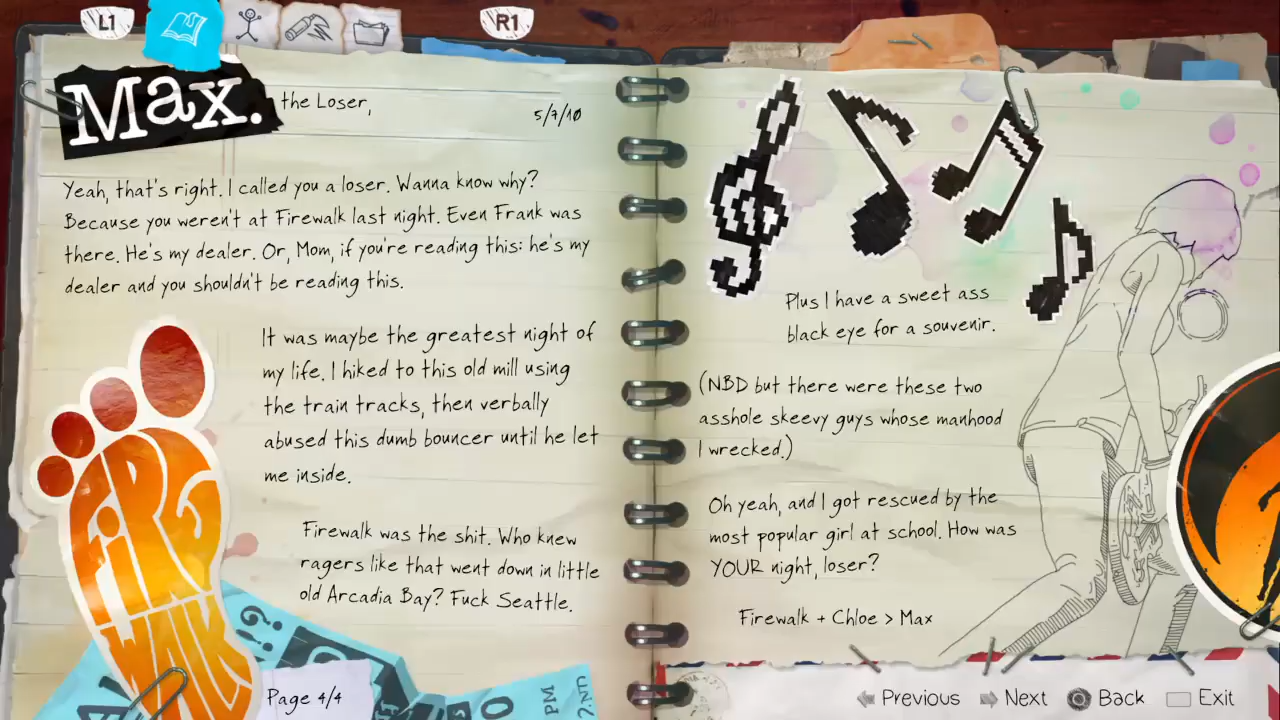 L1
R1
Max.
the Loser,
5/7/10
Yeah, that's right. I called you a loser. Wanna know why?
Because you weren't at Firewalk last night. Even Frank was
there. He's my dealer. Or, Mom, if you're reading this: he's my
dealer and you shouldn't be reading this.
It was maybe the greatest night of
my life. I hiked to this old mill using
the train tracks, then verbally
abused this dumb bouncer until he let
me inside.
Firewalk was the shit. Who knew
ragers like that went down in little
old Arcadia Bay? Fuck Seattle.
FIRE
WALK
PM
Page 4/4
Plus I have a sweet ass
black eye for a souvenir.
(NBD but there were these two
asshole skeevy guys whose manhood
I wrecked.)
Oh yeah, and I got rescued by the
most popular girl at school. How was
YOUR night, loser?
Firewalk + Chloe > Max
Previous
Next
Back
Exit